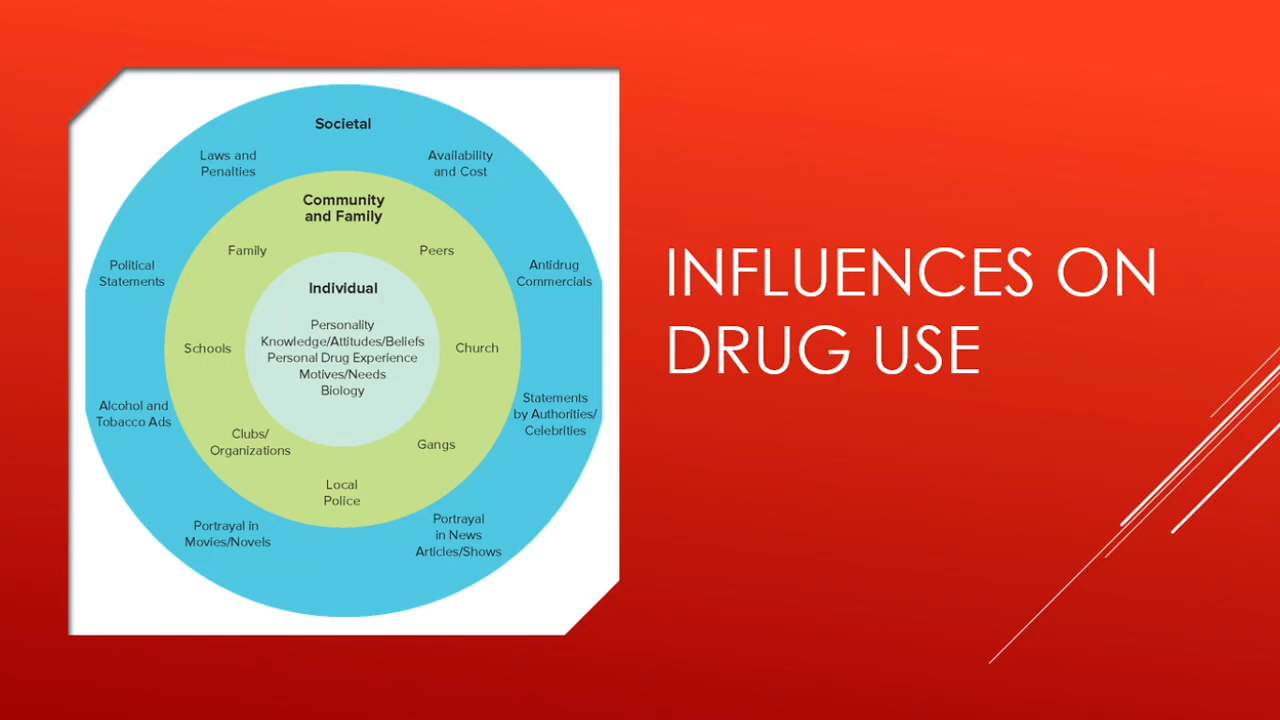 Societal
Laws and
Penalties
Availability
and Cost
Community
and Family
Family
Peers
Political
Statements
Antidrug
Commercials
Individual
Personality
Knowledge/Attitudes/Beliefs
Personal Drug Experience
Motives/Needs
Biology
Schools
Church
Alcohol and
Tobacco Ads
Statements
by Authorities/
Celebrities
Clubs/
Organizations
Gangs
Local
Police
Portrayal in
Movies/Novels
Portrayal
in News
Articles/Shows
INFLUENCES ON
DRUG USE